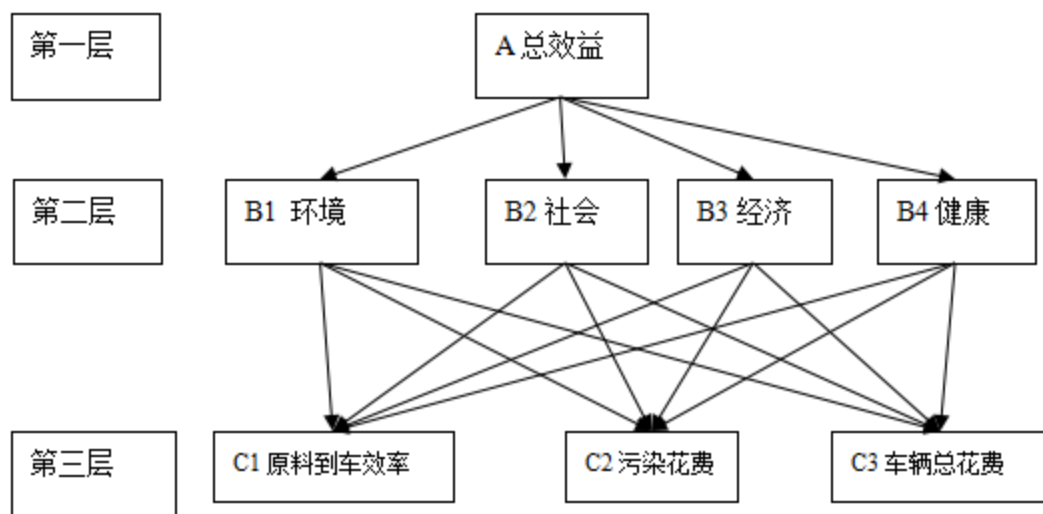 第一层
A 总效益
第二层
B1 环境
B2 社会
B3 经济
B4 健康
第三层
C1 原料到车效率
C2 污染花费
C3 车辆总花费